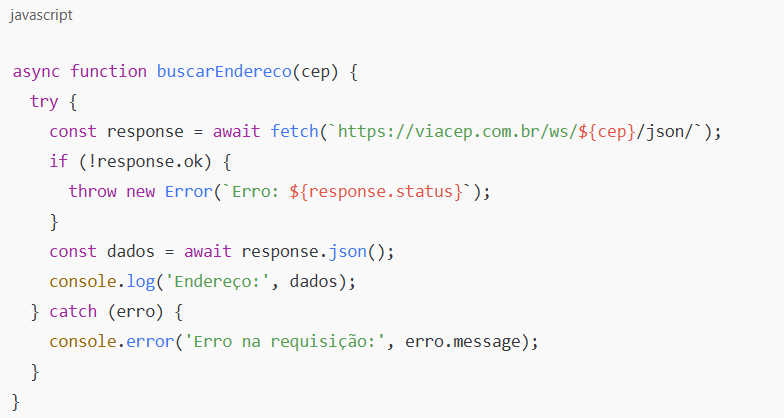 javascript
async function buscarEndereco(cep) {
  try {
    const response = await fetch(`https://viacep.com.br/ws/${cep}/json/`);
    if (!response.ok) {
      throw new Error(`Erro: ${response.status}`);
    }
    const dados = await response.json();
    console.log('Endereço:', dados);
  } catch (erro) {
    console.error('Erro na requisição:', erro.message);
  }
}